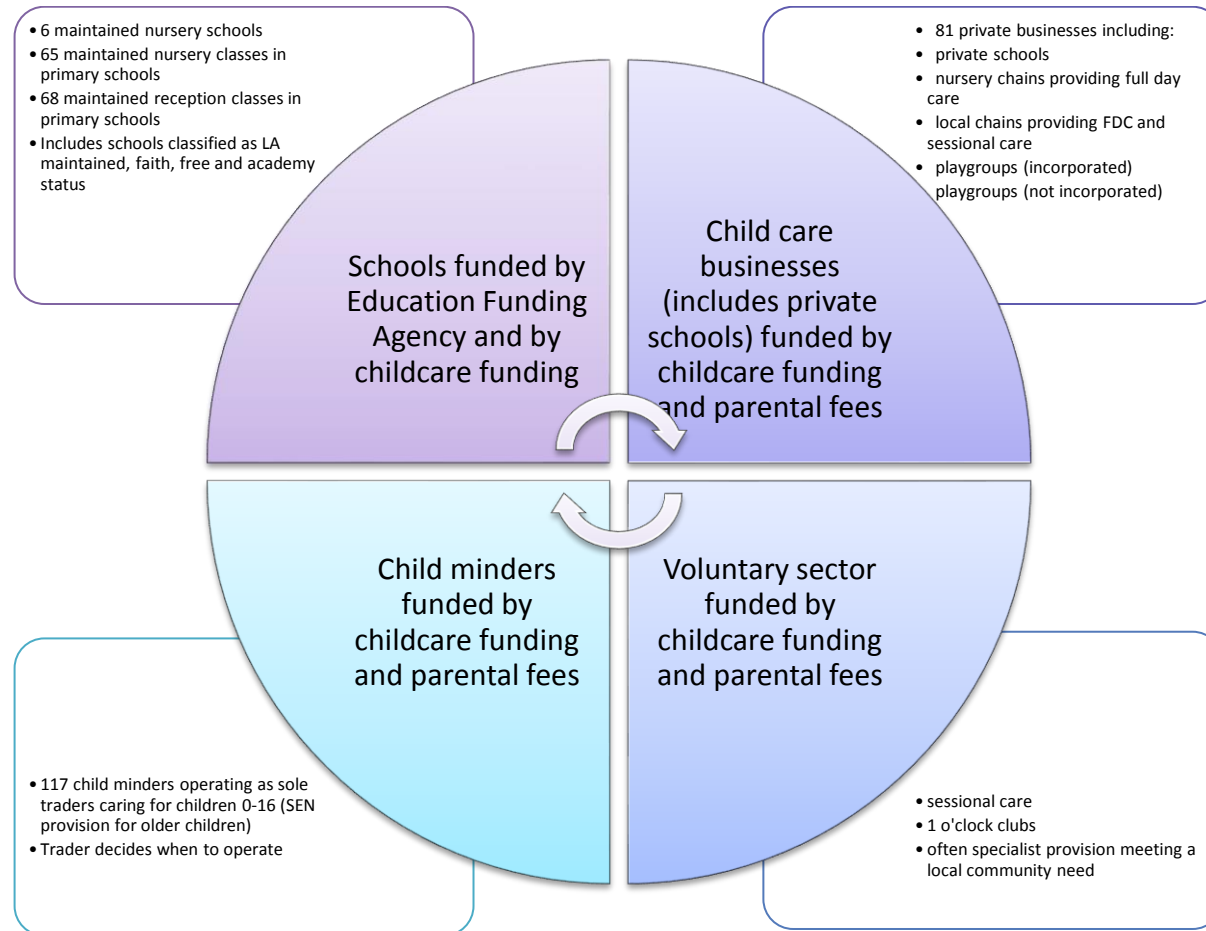 • 6 maintained nursery schools
• 65 maintained nursery classes in
primary schools
• 68 maintained reception classes in
primary schools
• Includes schools classified as LA
maintained, faith, free and academy
status
• 81 private businesses including:
• private schools
• nursery chains providing full day
care
• local chains providing FDC and
sessional care
• playgroups (incorporated)
playgroups (not incorporated)
Schools funded by
Education Funding
Agency and by
childcare funding
Child care
businesses
(includes private
schools) funded by
childcare funding
and parental fees
Child minders
funded by
childcare funding
and parental fees
Voluntary sector
funded by
childcare funding
and parental fees
• 117 child minders operating as sole
traders caring for children 0-16 (SEN
provision for older children)
• Trader decides when to operate
• sessional care
• 1 o'clock clubs
• often specialist provision meeting a
local community need